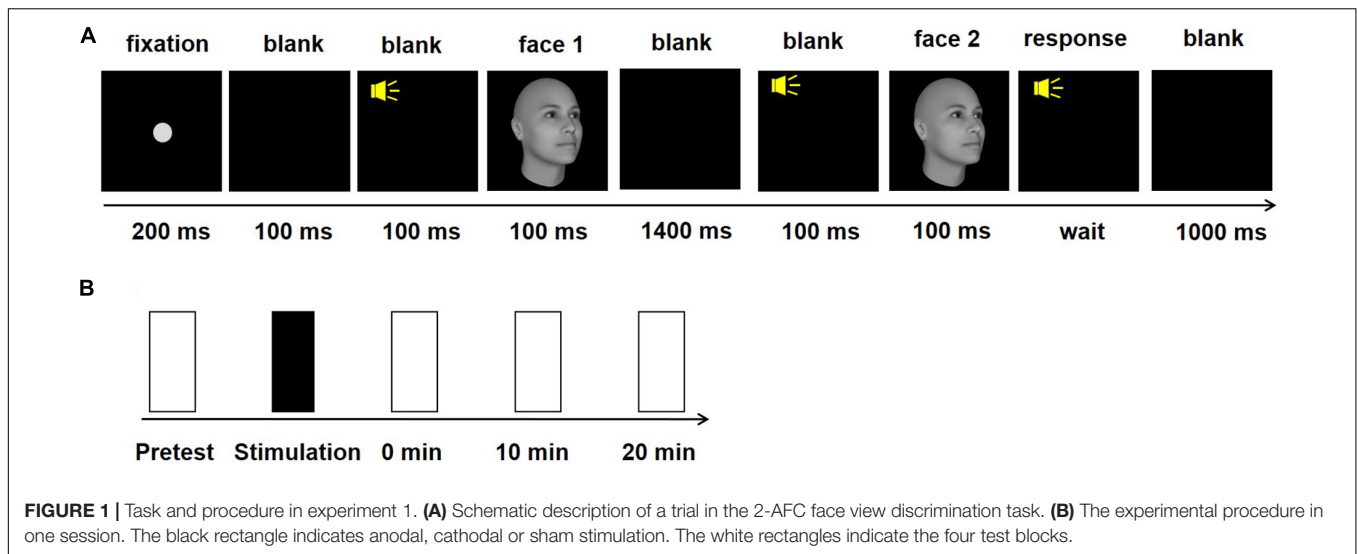 A
fixation blank blank face 1 blank blank face 2 response blank
200 ms 100 ms 100 ms 100 ms 1400 ms 100 ms 100 ms wait 1000 ms
B
Pretest Stimulation 0 min 10 min 20 min
FIGURE 1 | Task and procedure in experiment 1. (A) Schematic description of a trial in the 2-AFC face view discrimination task. (B) The experimental procedure in
one session. The black rectangle indicates anodal, cathodal or sham stimulation. The white rectangles indicate the four test blocks.